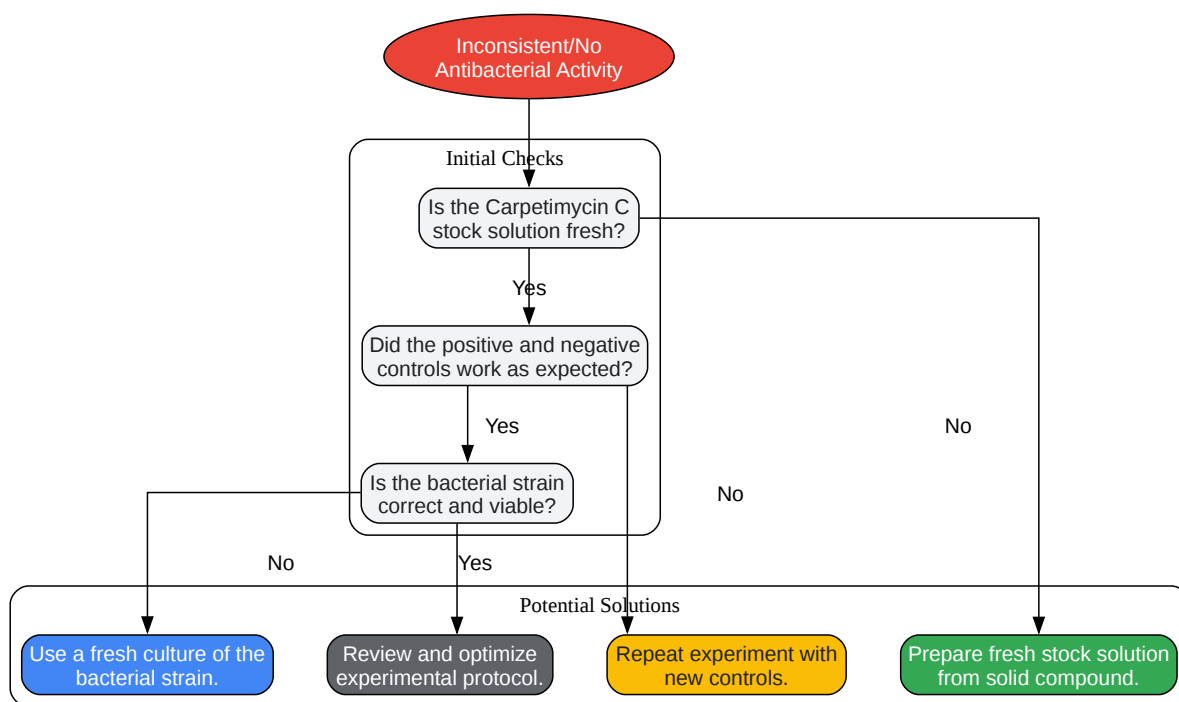 Inconsistent/No
Antibacterial Activity
Initial Checks
Is the Carpetimycin C
stock solution fresh?
Yes
Did the positive and negative
controls work as expected?
Yes
No
Is the bacterial strain
correct and viable?
No
No
Yes
Potential Solutions
Use a fresh culture of the
bacterial strain.
Review and optimize
experimental protocol.
Repeat experiment with
new controls.
Prepare fresh stock solution
from solid compound.